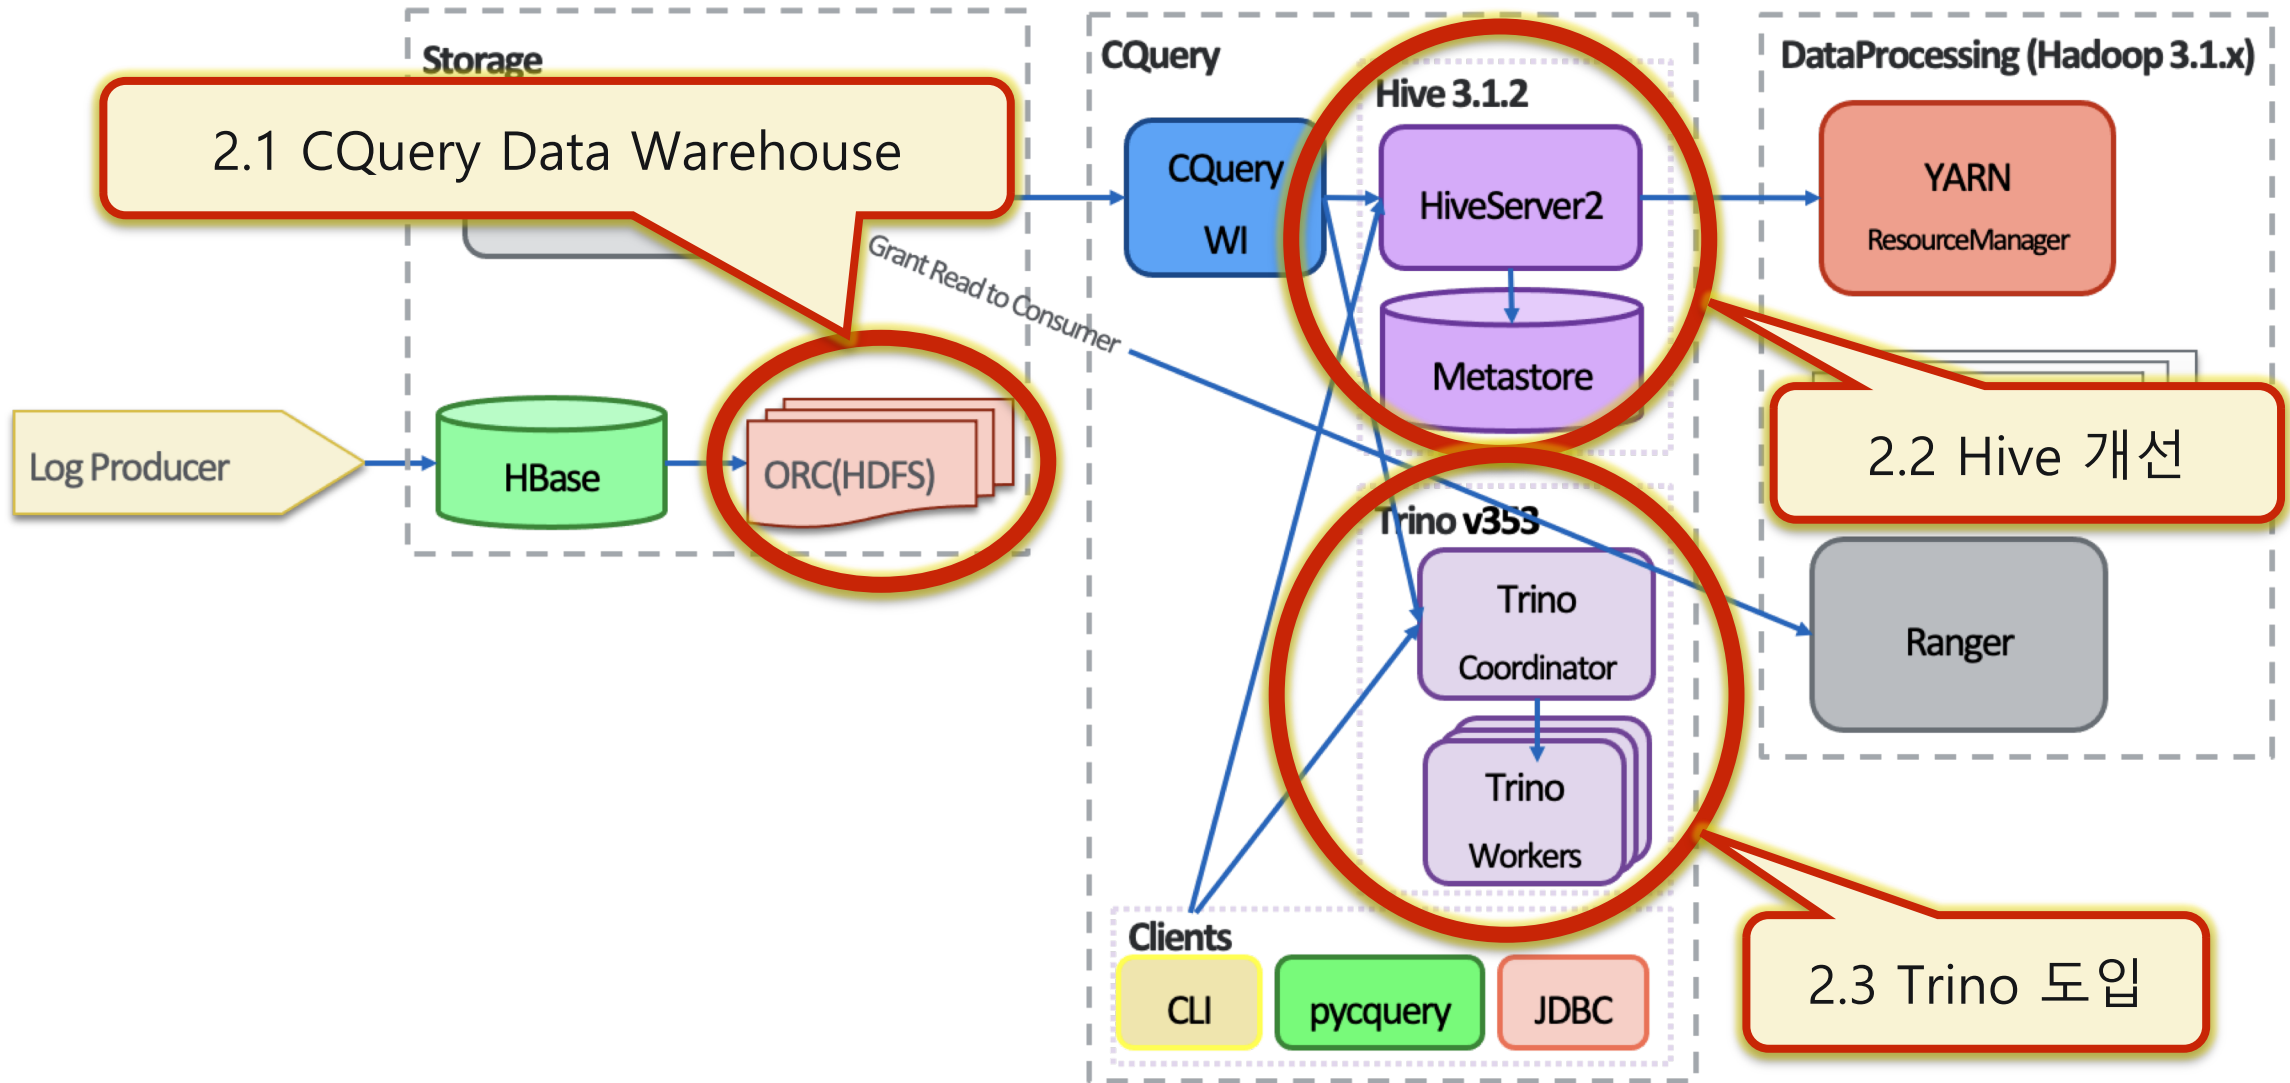 Storage
2.1 CQuery Data Warehouse
Grant Read to Consumer
Log Producer
HBase
ORC(HDFS)
CQuery
CQuery
WI
Hive 3.1.2
HiveServer2
Metastore
Trino v353
Trino
Coordinator
Trino
Workers
Clients
CLI
pycquery
JDBC
DataProcessing (Hadoop 3.1.x)
YARN
ResourceManager
2.2 Hive 개선
Ranger
2.3 Trino 도입